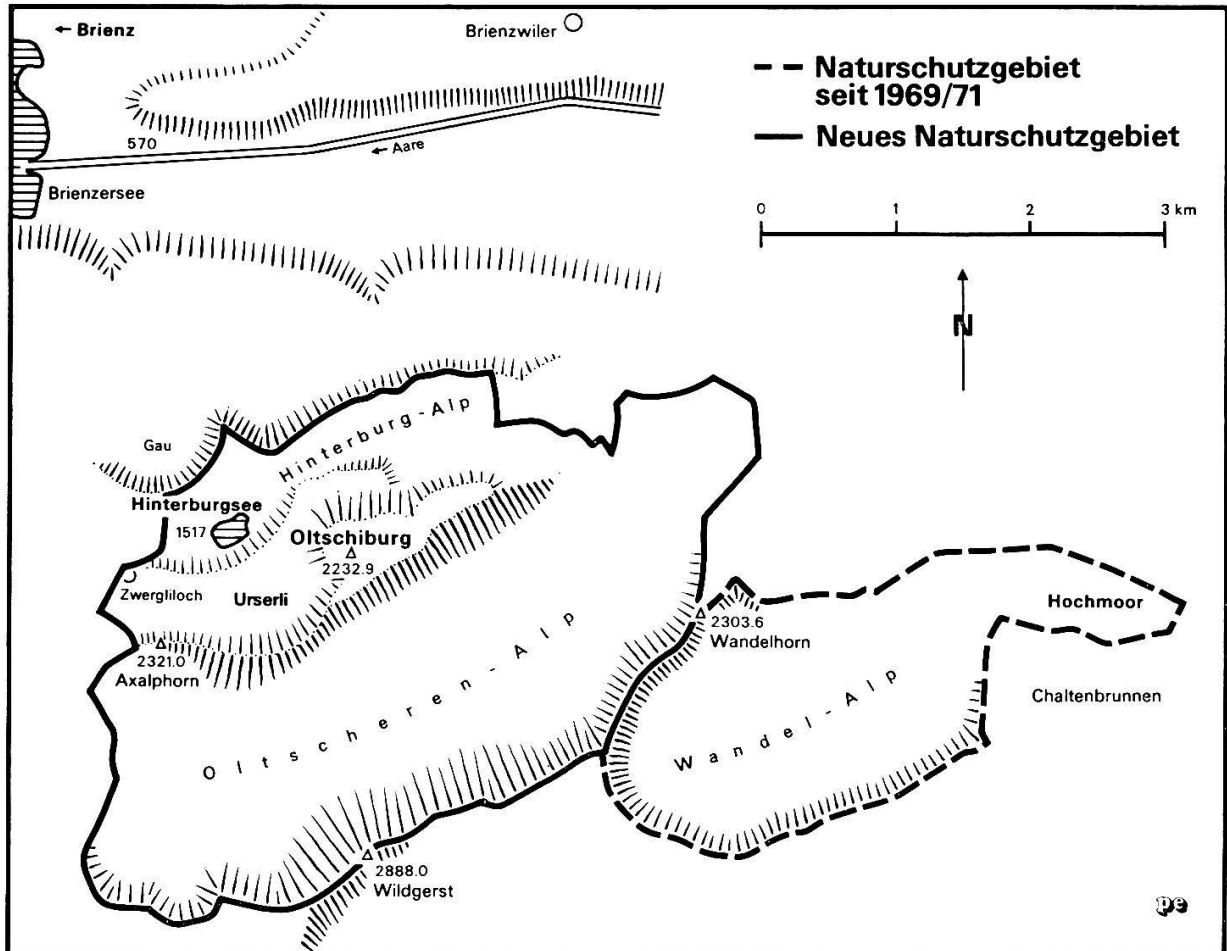 ← Brienz
Brienzwiler
570
← Aare
Brienzersee
Naturschutzgebiet
seit 1969/71
Neues Naturschutzgebiet
0 1 2 3 km
N
Gau
Hinterburg-Alp
Hinterburgsee
1517
Oltschiburg
2232.9
Zwergliloch
Urserli
2321.0
Axalphorn
Oltscheren-Alp
2303.6
Wandelhorn
Hochmoor
Chaltenbrunnen
Wandel-Alp
2888.0
Wildgerst
pe